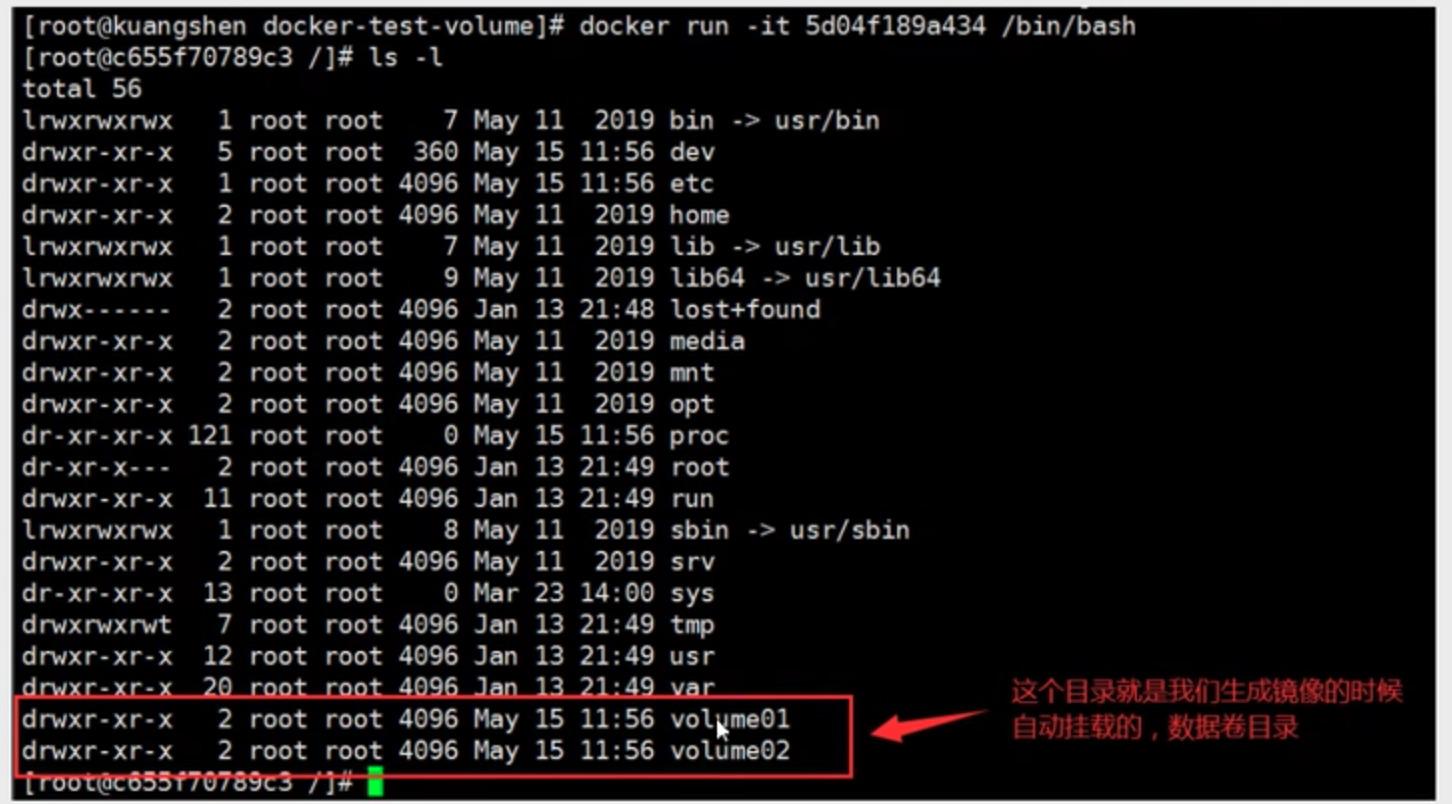 [root@kuangshen docker-test-volume]# docker run -it 5d04f189a434 /bin/bash
[root@c655f70789c3 /]# ls -l
total 56
lrwxrwxrwx   1 root root    7 May 11  2019 bin -> usr/bin
drwxr-xr-x   5 root root  360 May 15 11:56 dev
drwxr-xr-x   1 root root 4096 May 15 11:56 etc
drwxr-xr-x   2 root root 4096 May 11  2019 home
lrwxrwxrwx   1 root root    7 May 11  2019 lib -> usr/lib
lrwxrwxrwx   1 root root    9 May 11  2019 lib64 -> usr/lib64
drwx------   2 root root 4096 Jan 13 21:48 lost+found
drwxr-xr-x   2 root root 4096 May 11  2019 media
drwxr-xr-x   2 root root 4096 May 11  2019 mnt
drwxr-xr-x   2 root root 4096 May 11  2019 opt
dr-xr-xr-x 121 root root    0 May 15 11:56 proc
dr-xr-x---   2 root root 4096 Jan 13 21:49 root
drwxr-xr-x  11 root root 4096 Jan 13 21:49 run
lrwxrwxrwx   1 root root    8 May 11  2019 sbin -> usr/sbin
drwxr-xr-x   2 root root 4096 May 11  2019 srv
dr-xr-xr-x  13 root root    0 Mar 23 14:00 sys
drwxrwxrwt   7 root root 4096 Jan 13 21:49 tmp
drwxr-xr-x  12 root root 4096 Jan 13 21:49 usr
drwxr-xr-x  20 root root 4096 Jan 13 21:49 var
drwxr-xr-x   2 root root 4096 May 15 11:56 volume01
drwxr-xr-x   2 root root 4096 May 15 11:56 volume02
[root@c655f70789c3 /]#
这个目录就是我们生成镜像的时候
自动挂载的，数据卷目录